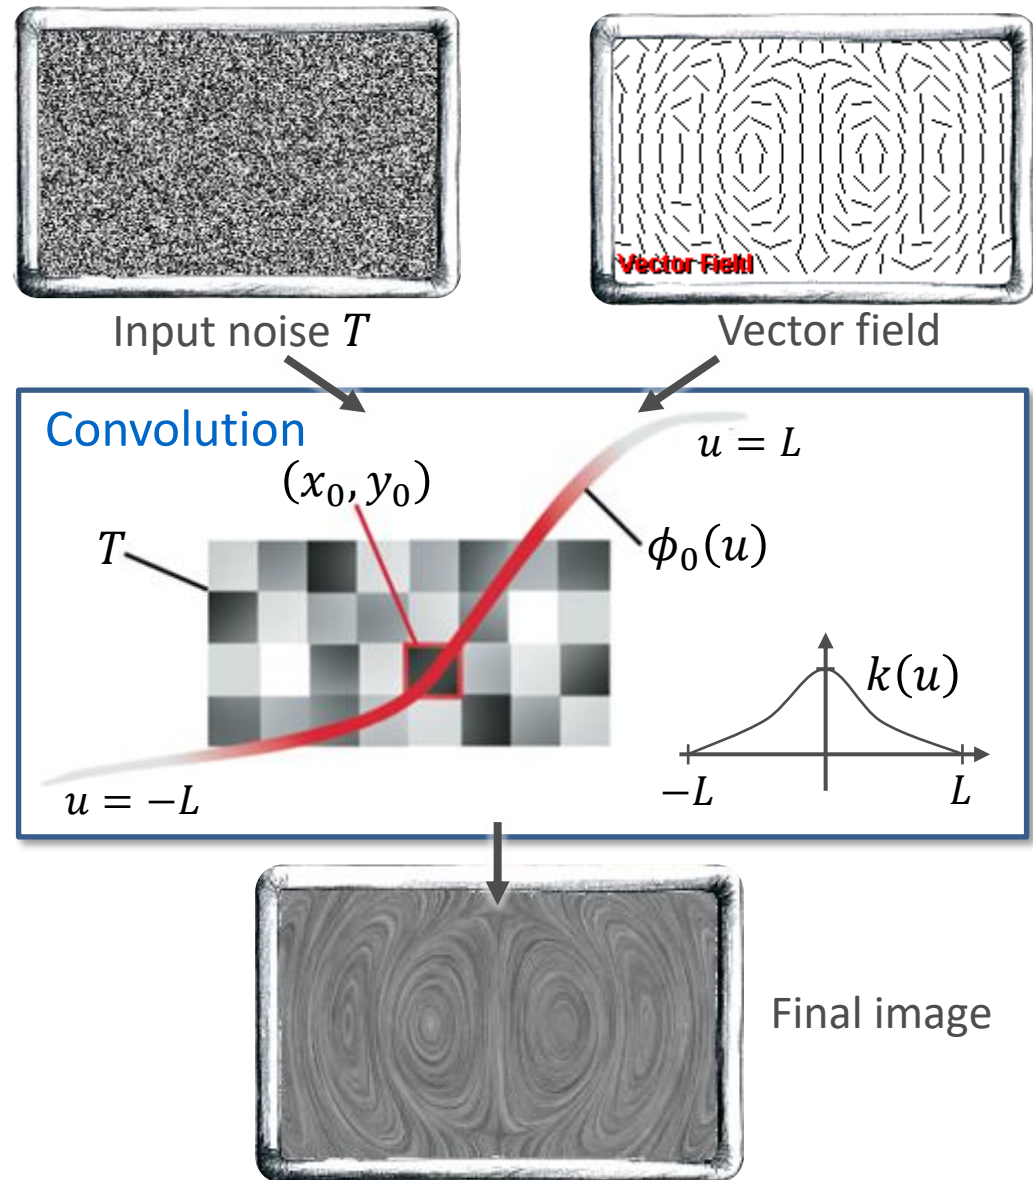 Vector Field
Input noise T
Vector field
Convolution
u = L
(x₀, y₀)
T
ϕ₀(u)
k(u)
−L
L
u = −L
Final image